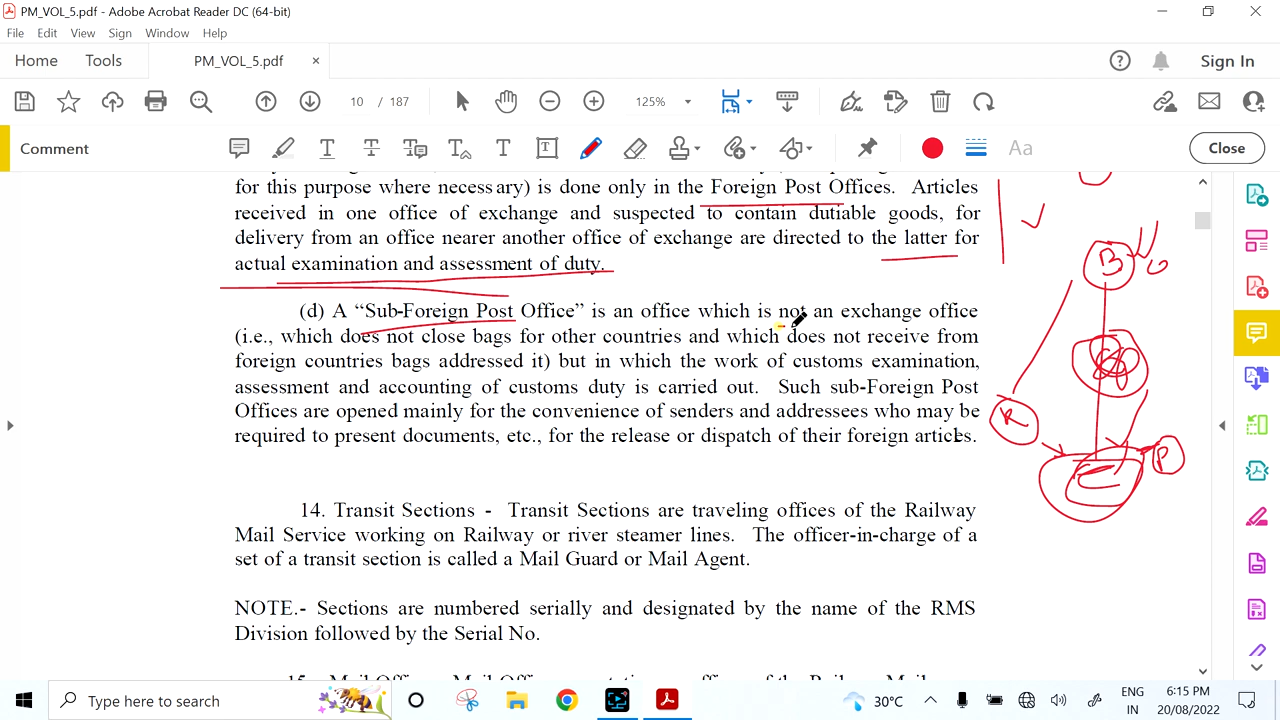 PM_VOL_5.pdf - Adobe Acrobat Reader DC (64-bit)
File Edit View Sign Window Help
Home Tools PM_VOL_5.pdf × Sign In
10 / 187 125%
Comment Aa Close
for this purpose where necessary) is done only in the Foreign Post Offices. Articles
received in one office of exchange and suspected to contain dutiable goods, for
delivery from an office nearer another office of exchange are directed to the latter for
actual examination and assessment of duty.
(d) A “Sub-Foreign Post Office” is an office which is not an exchange office
(i.e., which does not close bags for other countries and which does not receive from
foreign countries bags addressed it) but in which the work of customs examination,
assessment and accounting of customs duty is carried out. Such sub-Foreign Post
Offices are opened mainly for the convenience of senders and addressees who may be
required to present documents, etc., for the release or dispatch of their foreign articles.
B
R
P
C
14. Transit Sections - Transit Sections are traveling offices of the Railway
Mail Service working on Railway or river steamer lines. The officer-in-charge of a
set of a transit section is called a Mail Guard or Mail Agent.
NOTE.- Sections are numbered serially and designated by the name of the RMS
Division followed by the Serial No.
Type here to search
30°C
ENG
IN
6:15 PM
20/08/2022